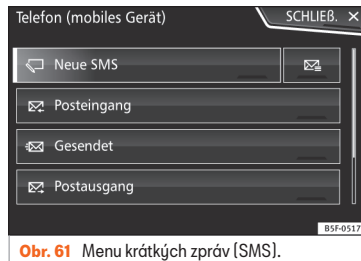 Telefon (mobiles Gerät) SCHLIEß. ×
Neue SMS
Posteingang
Gesendet
Postausgang
B5F-0517
Obr. 61 Menu krátkých zpráv (SMS).